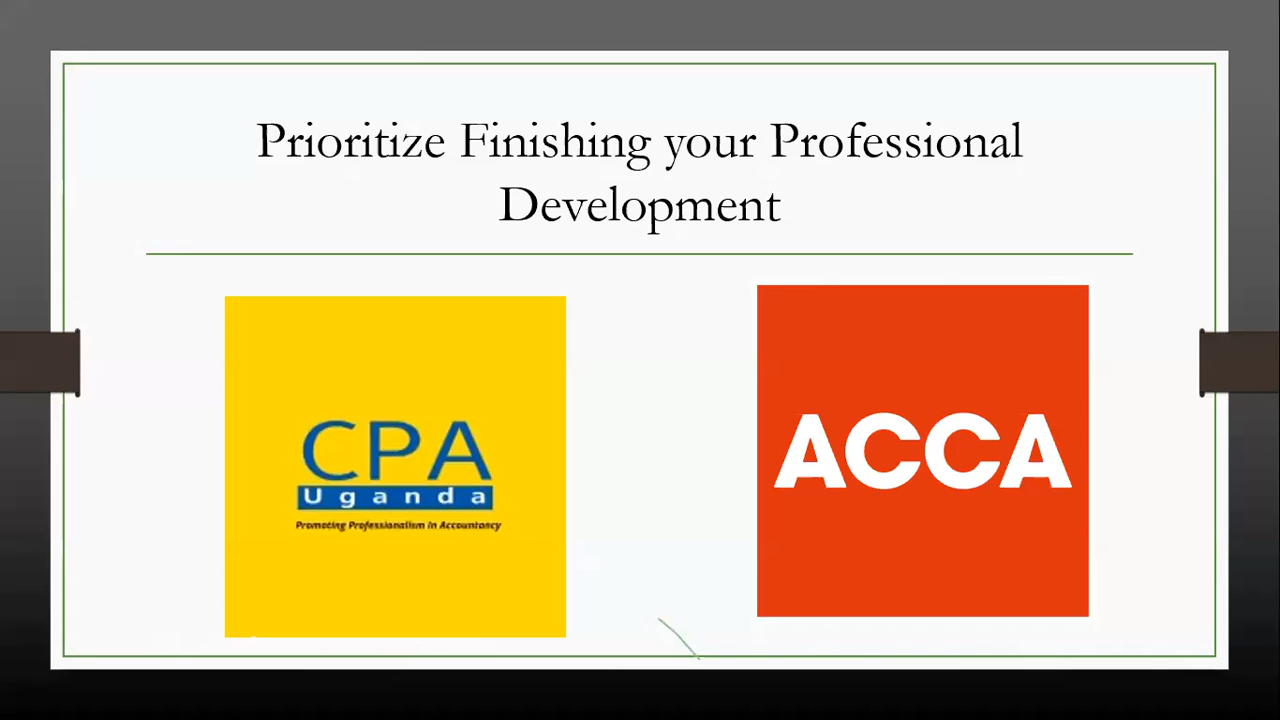 Prioritize Finishing your Professional
Development
CPA
Uganda
Promoting Professionalism in Accountancy
ACCA